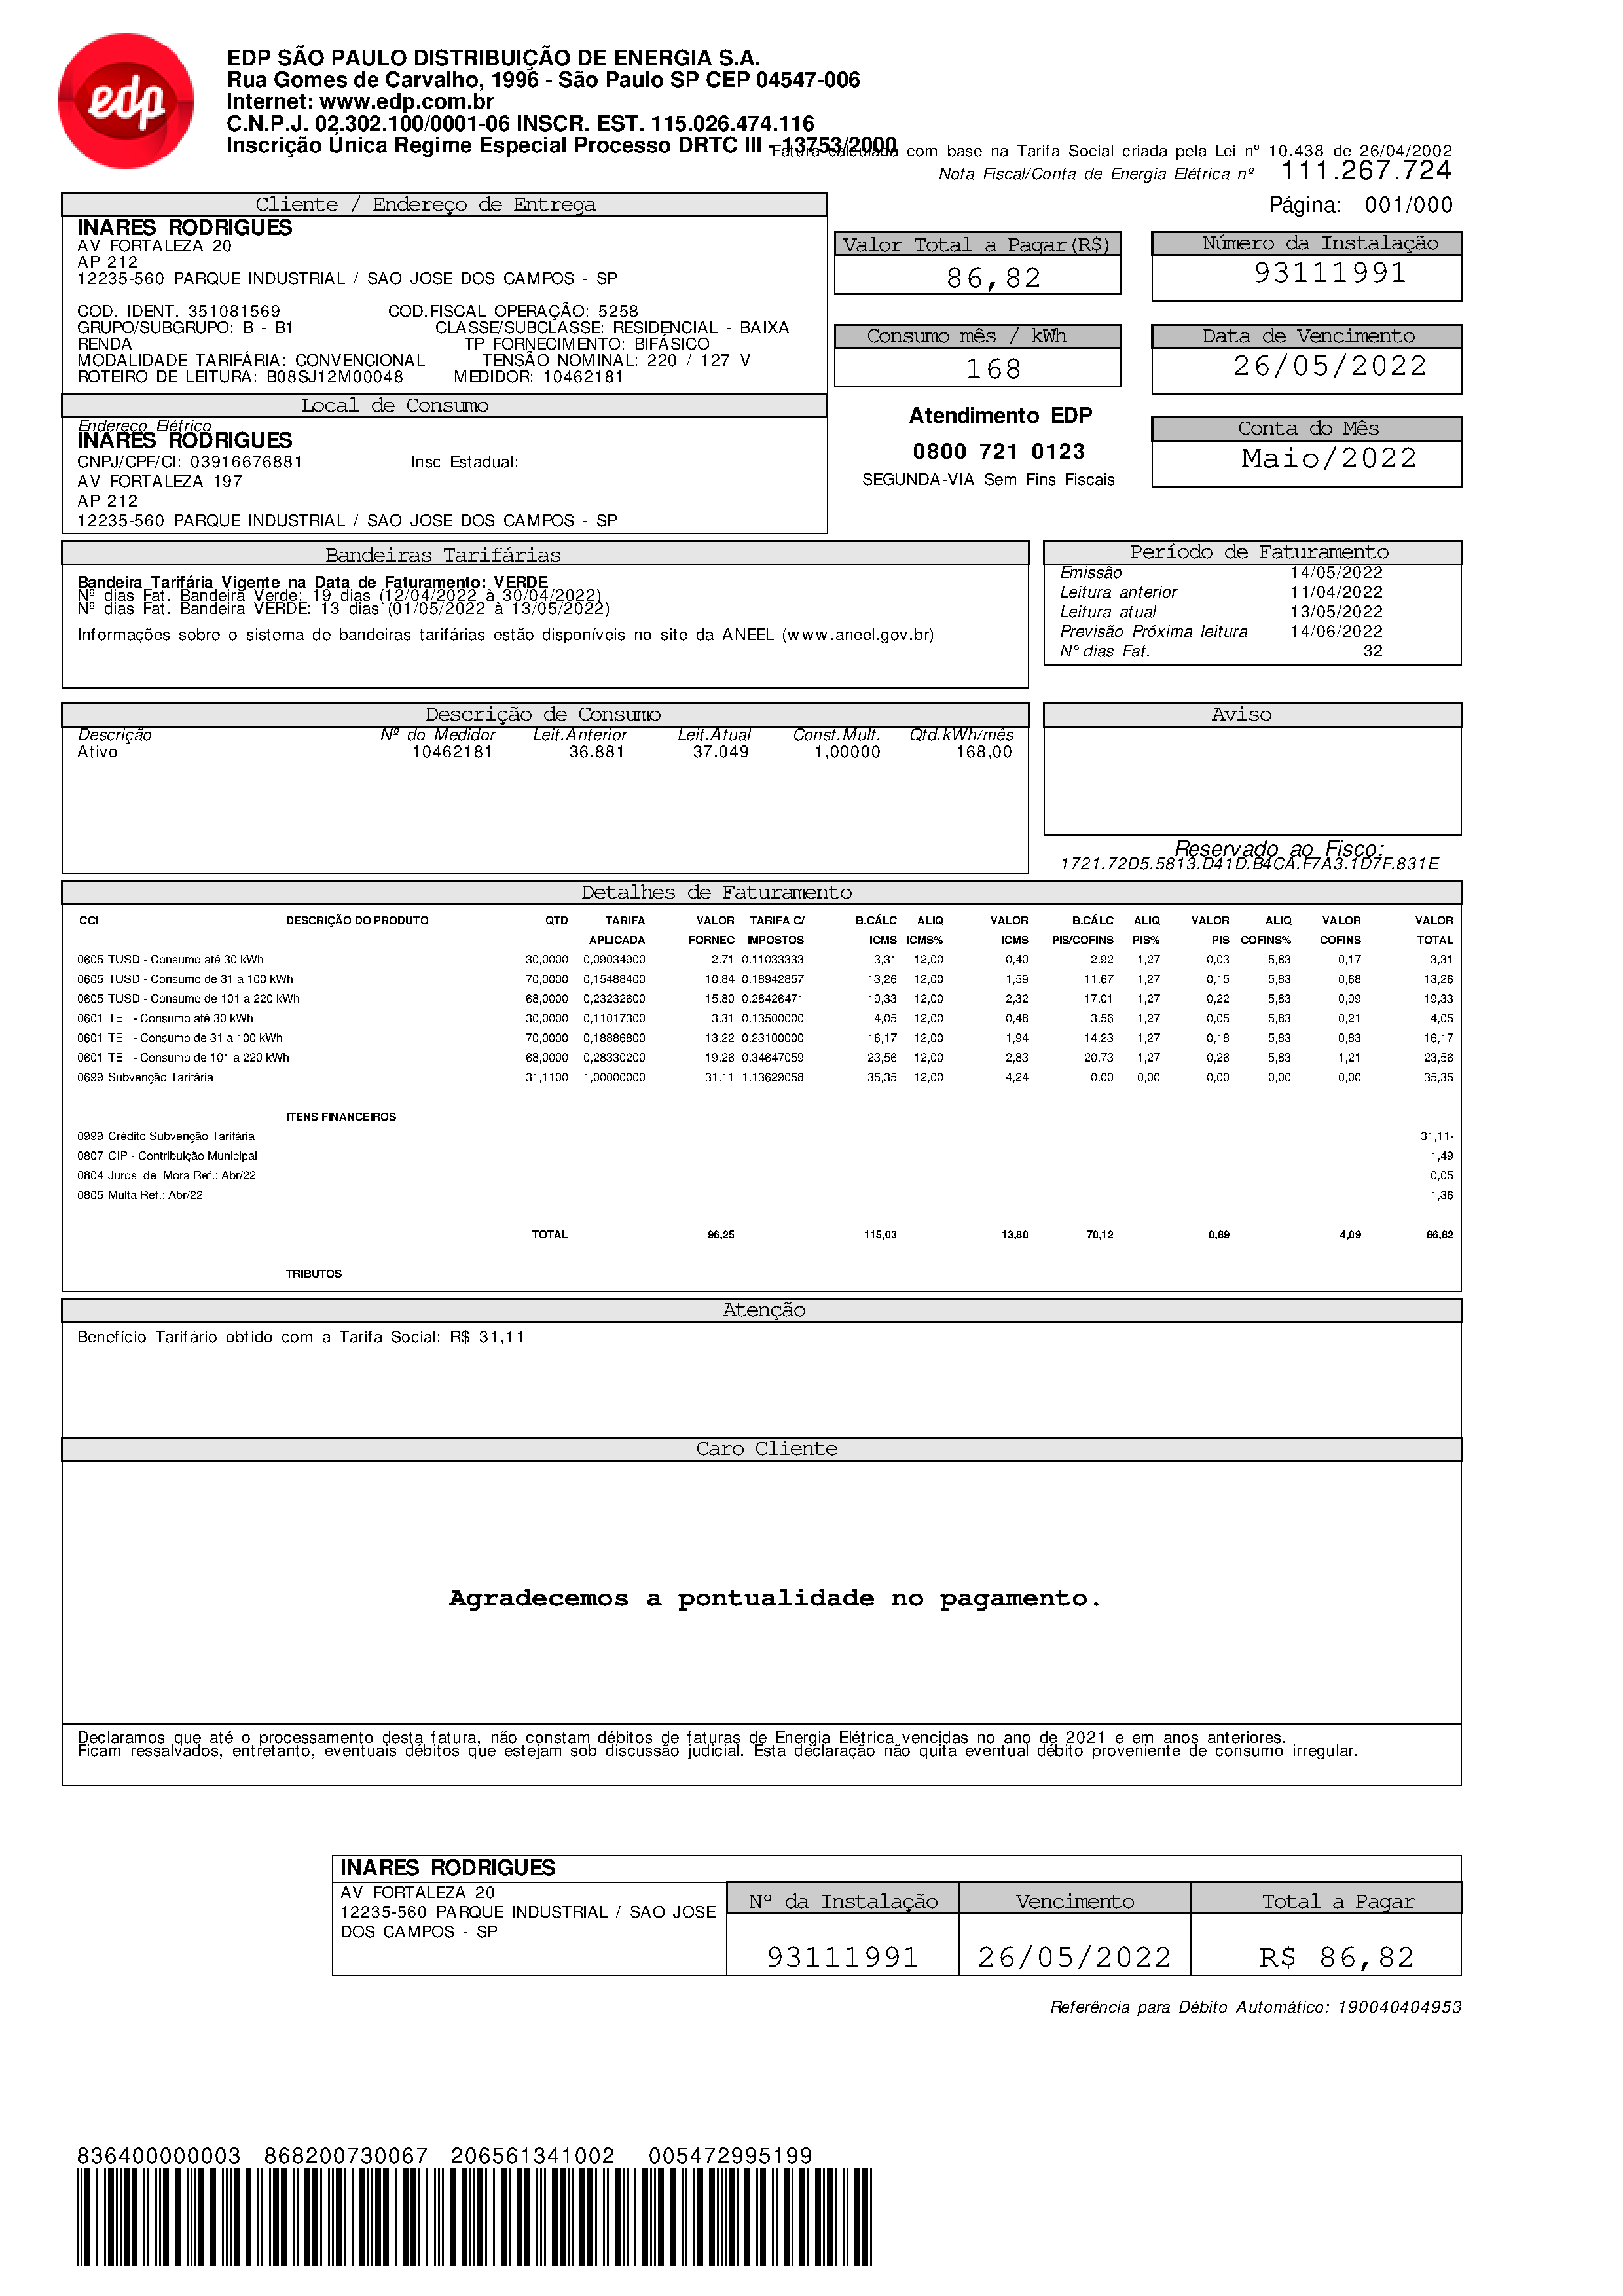 edp
EDP SÃO PAULO DISTRIBUIÇÃO DE ENERGIA S.A.
Rua Gomes de Carvalho, 1996 - São Paulo SP CEP 04547-006
Internet: www.edp.com.br
C.N.P.J. 02.302.100/0001-06 INSCR. EST. 115.026.474.116
Inscrição Única Regime Especial Processo DRTC III - 13753/2000
Fatura calculada com base na Tarifa Social criada pela Lei nº 10.438 de 26/04/2002
Nota Fiscal/Conta de Energia Elétrica nº 111.267.724
Página: 001/000
Cliente / Endereço de Entrega
INARES RODRIGUES
AV FORTALEZA 20
AP 212
12235-560 PARQUE INDUSTRIAL / SAO JOSE DOS CAMPOS - SP
COD. IDENT. 351081569 COD.FISCAL OPERAÇÃO: 5258
GRUPO/SUBGRUPO: B - B1 CLASSE/SUBCLASSE: RESIDENCIAL - BAIXA
RENDA TP FORNECIMENTO: BIFÁSICO
MODALIDADE TARIFÁRIA: CONVENCIONAL TENSÃO NOMINAL: 220 / 127 V
ROTEIRO DE LEITURA: B08SJ12M00048 MEDIDOR: 10462181
Valor Total a Pagar(R$)
86,82
Número da Instalação
93111991
Consumo mês / kWh
168
Data de Vencimento
26/05/2022
Atendimento EDP
0800 721 0123
SEGUNDA-VIA Sem Fins Fiscais
Conta do Mês
Maio/2022
Local de Consumo
Endereço Elétrico
INARES RODRIGUES
CNPJ/CPF/CI: 03916676881 Insc Estadual:
AV FORTALEZA 197
AP 212
12235-560 PARQUE INDUSTRIAL / SAO JOSE DOS CAMPOS - SP
Bandeiras Tarifárias
Bandeira Tarifária Vigente na Data de Faturamento: VERDE
Nº dias Fat. Bandeira Verde: 19 dias (12/04/2022 à 30/04/2022)
Nº dias Fat. Bandeira VERDE: 13 dias (01/05/2022 à 13/05/2022)
Informações sobre o sistema de bandeiras tarifárias estão disponíveis no site da ANEEL (www.aneel.gov.br)
Período de Faturamento
Emissão 14/05/2022
Leitura anterior 11/04/2022
Leitura atual 13/05/2022
Previsão Próxima leitura 14/06/2022
N° dias Fat. 32
Descrição de Consumo
Descrição Nº do Medidor Leit.Anterior Leit.Atual Const.Mult. Qtd.kWh/mês
Ativo 10462181 36.881 37.049 1,00000 168,00
Aviso
Reservado ao Fisco:
1721.72D5.5813.D41D.B4CA.F7A3.1D7F.831E
Detalhes de Faturamento
CCI DESCRIÇÃO DO PRODUTO QTD TARIFA VALOR TARIFA C/ B.CÁLC ALIQ VALOR B.CÁLC ALIQ VALOR ALIQ VALOR VALOR
APLICADA FORNEC IMPOSTOS ICMS ICMS% ICMS PIS/COFINS PIS% PIS COFINS% COFINS TOTAL
0605 TUSD - Consumo até 30 kWh 30,0000 0,09034900 2,71 0,11033333 3,31 12,00 0,40 2,92 1,27 0,03 5,83 0,17 3,31
0605 TUSD - Consumo de 31 a 100 kWh 70,0000 0,15488400 10,84 0,18942857 13,26 12,00 1,59 11,67 1,27 0,15 5,83 0,68 13,26
0605 TUSD - Consumo de 101 a 220 kWh 68,0000 0,23232600 15,80 0,28426471 19,33 12,00 2,32 17,01 1,27 0,22 5,83 0,99 19,33
0601 TE - Consumo até 30 kWh 30,0000 0,11017300 3,31 0,13500000 4,05 12,00 0,48 3,56 1,27 0,05 5,83 0,21 4,05
0601 TE - Consumo de 31 a 100 kWh 70,0000 0,18886800 13,22 0,23100000 16,17 12,00 1,94 14,23 1,27 0,18 5,83 0,83 16,17
0601 TE - Consumo de 101 a 220 kWh 68,0000 0,28330200 19,26 0,34647059 23,56 12,00 2,83 20,73 1,27 0,26 5,83 1,21 23,56
0699 Subvenção Tarifária 31,1100 1,00000000 31,11 1,13629058 35,35 12,00 4,24 0,00 0,00 0,00 0,00 0,00 35,35
ITENS FINANCEIROS
0999 Crédito Subvenção Tarifária 31,11-
0807 CIP - Contribuição Municipal 1,49
0804 Juros de Mora Ref.: Abr/22 0,05
0805 Multa Ref.: Abr/22 1,36
TOTAL 96,25 115,03 13,80 70,12 0,89 4,09 86,82
TRIBUTOS
Atenção
Benefício Tarifário obtido com a Tarifa Social: R$ 31,11
Caro Cliente
Agradecemos a pontualidade no pagamento.
Declaramos que até o processamento desta fatura, não constam débitos de faturas de Energia Elétrica vencidas no ano de 2021 e em anos anteriores.
Ficam ressalvados, entretanto, eventuais débitos que estejam sob discussão judicial. Esta declaração não quita eventual débito proveniente de consumo irregular.
INARES RODRIGUES
AV FORTALEZA 20
12235-560 PARQUE INDUSTRIAL / SAO JOSE
DOS CAMPOS - SP
Nº da Instalação Vencimento Total a Pagar
93111991 26/05/2022 R$ 86,82
Referência para Débito Automático: 190040404953
836400000003 868200730067 206561341002 005472995199